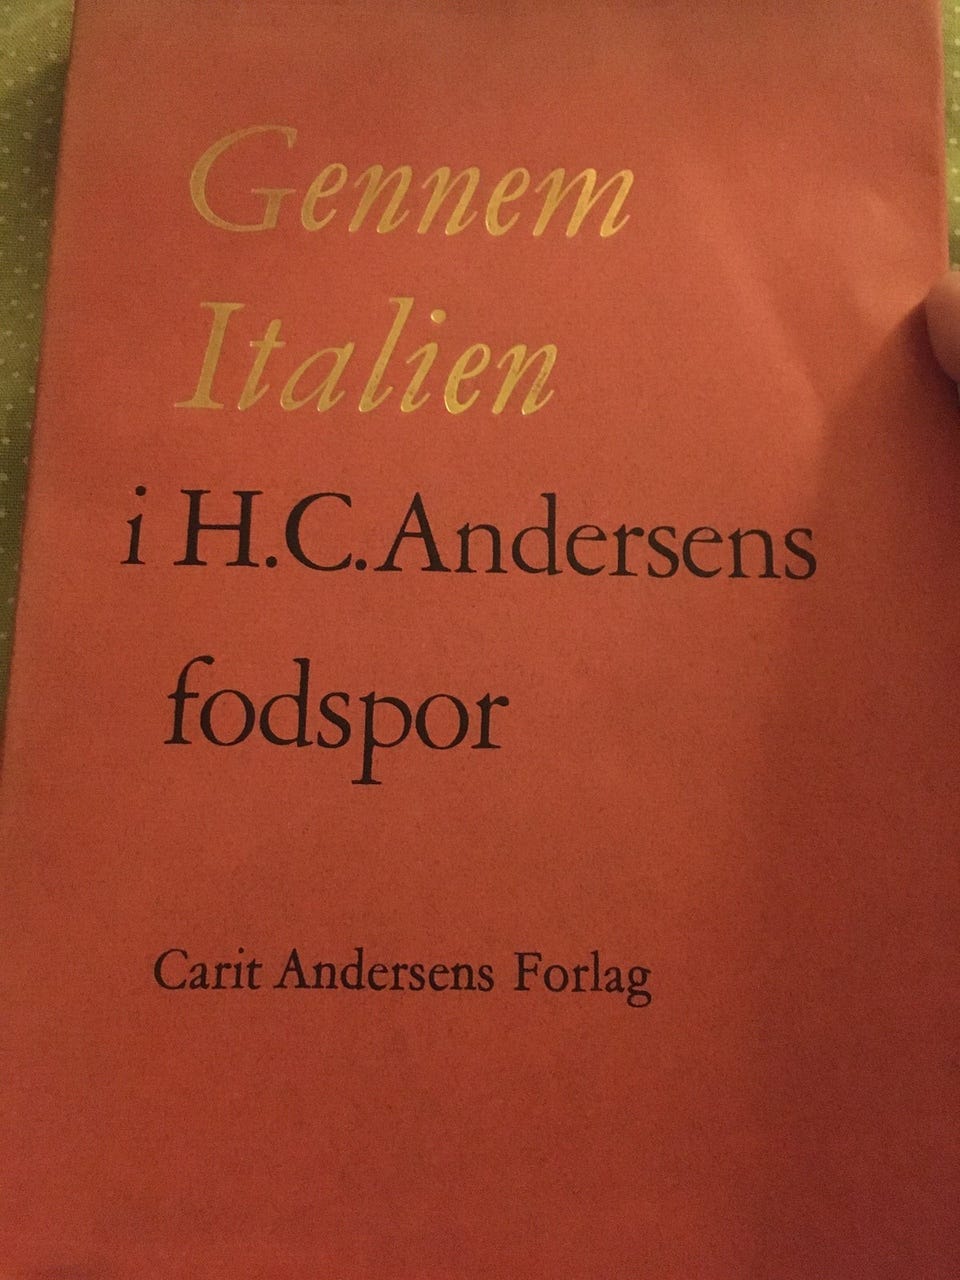 Gennem
Italien
i H.C.Andersens
fodspor
Carit Andersens Forlag